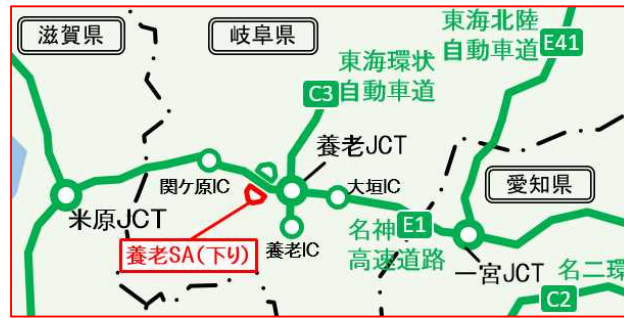 滋賀県
岐阜県
東海北陸
自動車道
E41
東海環状
自動車道
C3
養老JCT
関ケ原IC
大垣IC
愛知県
米原JCT
養老SA(下り)
養老IC
E1
名神
高速道路
一宮JCT
名二環
C2